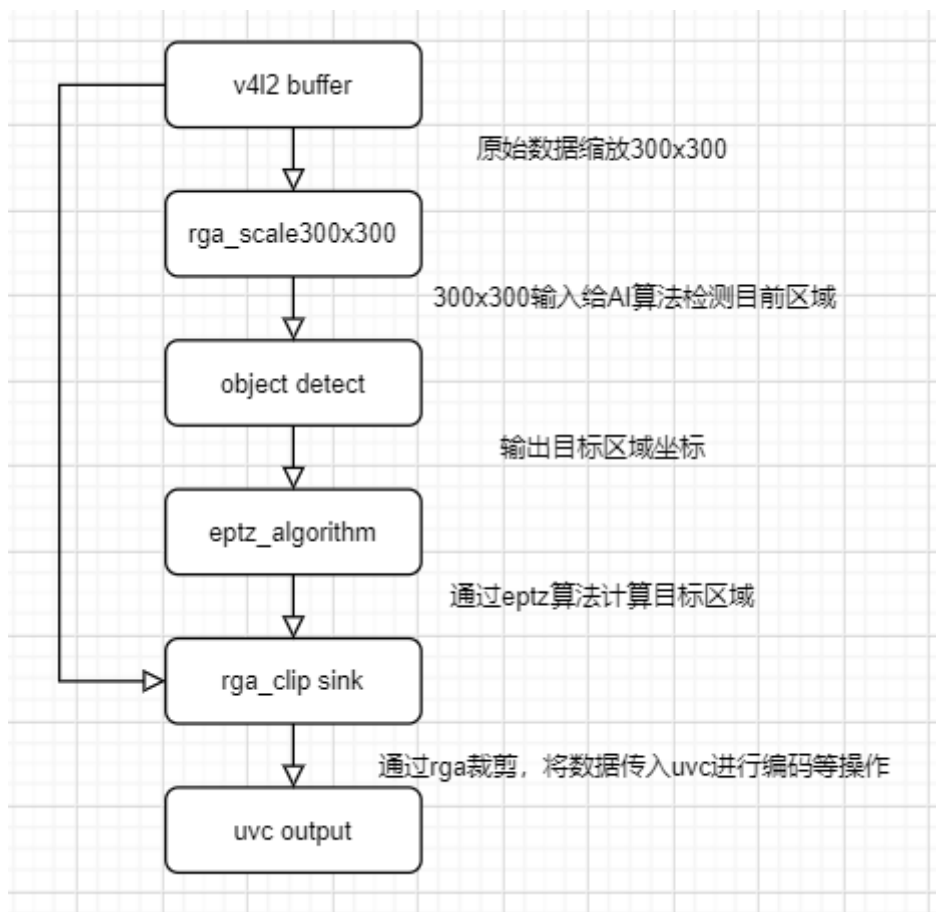 v4l2 buffer
原始数据缩放300x300
rga_scale300x300
300x300输入给AI算法检测目前区域
object detect
输出目标区域坐标
eptz_algorithm
通过eptz算法计算目标区域
rga_clip sink
通过rga裁剪，将数据传入uvc进行编码等操作
uvc output